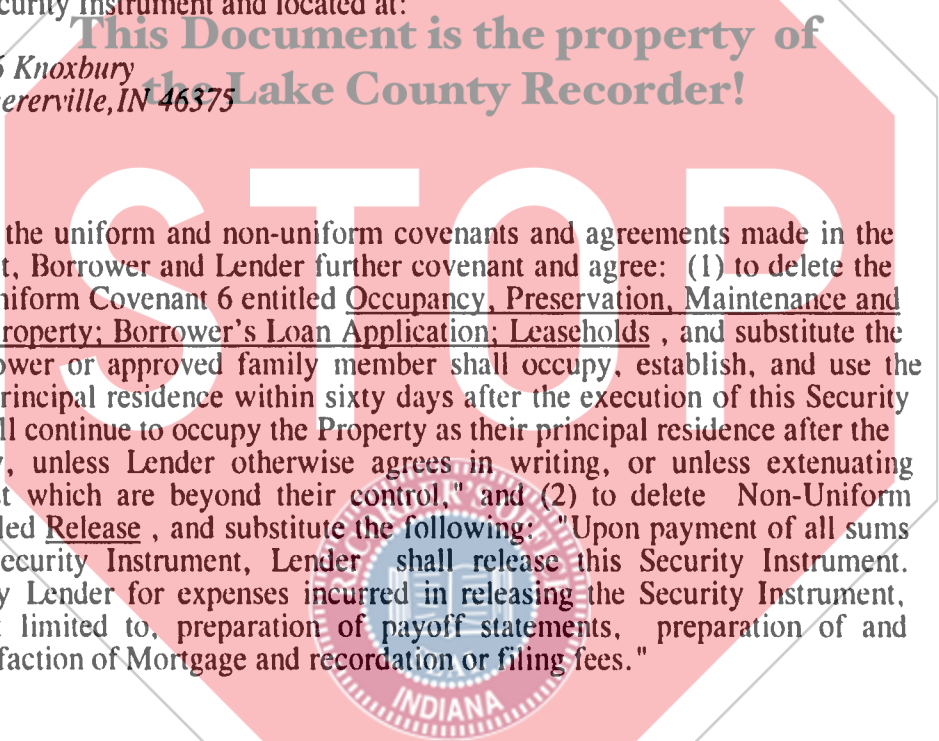 curity Instrument and located at:
This Document is the property of
6 Knoxbury
the Lake County Recorder!
ererville, IN 46375
STOP
the uniform and non-uniform covenants and agreements made in the
t, Borrower and Lender further covenant and agree: (1) to delete the
niform Covenant 6 entitled Occupancy, Preservation, Maintenance and
roperty; Borrower's Loan Application; Leaseholds , and substitute the
ower or approved family member shall occupy, establish, and use the
rincipal residence within sixty days after the execution of this Security
ll continue to occupy the Property as their principal residence after the
, unless Lender otherwise agrees in writing, or unless extenuating
t which are beyond their control," and (2) to delete Non-Uniform
led Release , and substitute the following: "Upon payment of all sums
ecurity Instrument, Lender shall release this Security Instrument.
y Lender for expenses incurred in releasing the Security Instrument,
t limited to, preparation of payoff statements, preparation of and
faction of Mortgage and recordation or filing fees."
INDIANA